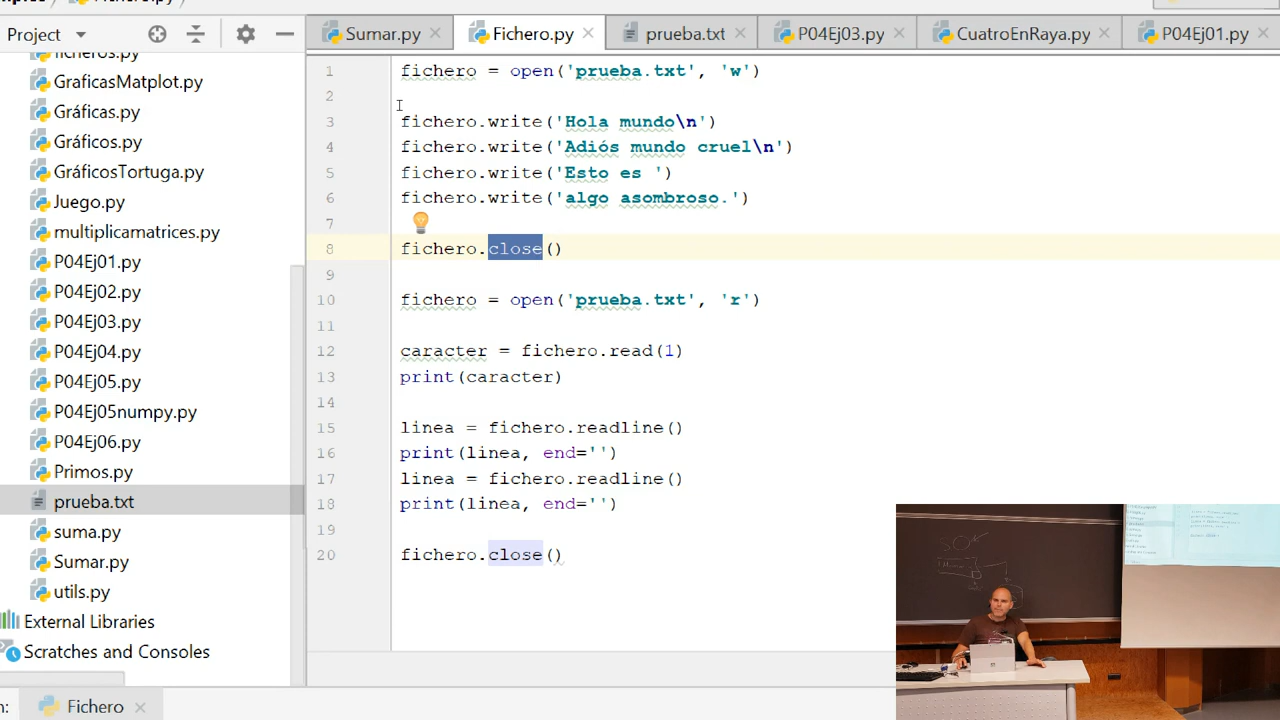 Project
ficheros.py
GraficasMatplot.py
Gráficas.py
Gráficos.py
GráficosTortuga.py
Juego.py
multiplicamatrices.py
P04Ej01.py
P04Ej02.py
P04Ej03.py
P04Ej04.py
P04Ej05.py
P04Ej05numpy.py
P04Ej06.py
Primos.py
prueba.txt
suma.py
Sumar.py
utils.py
External Libraries
Scratches and Consoles
Sumar.py
Fichero.py
prueba.txt
P04Ej03.py
CuatroEnRaya.py
P04Ej01.py
1 fichero = open('prueba.txt', 'w')
2
3 fichero.write('Hola mundo\n')
4 fichero.write('Adiós mundo cruel\n')
5 fichero.write('Esto es ')
6 fichero.write('algo asombroso.')
7
8 fichero.close()
9
10 fichero = open('prueba.txt', 'r')
11
12 caracter = fichero.read(1)
13 print(caracter)
14
15 linea = fichero.readline()
16 print(linea, end='')
17 linea = fichero.readline()
18 print(linea, end='')
19
20 fichero.close()
n:
Fichero